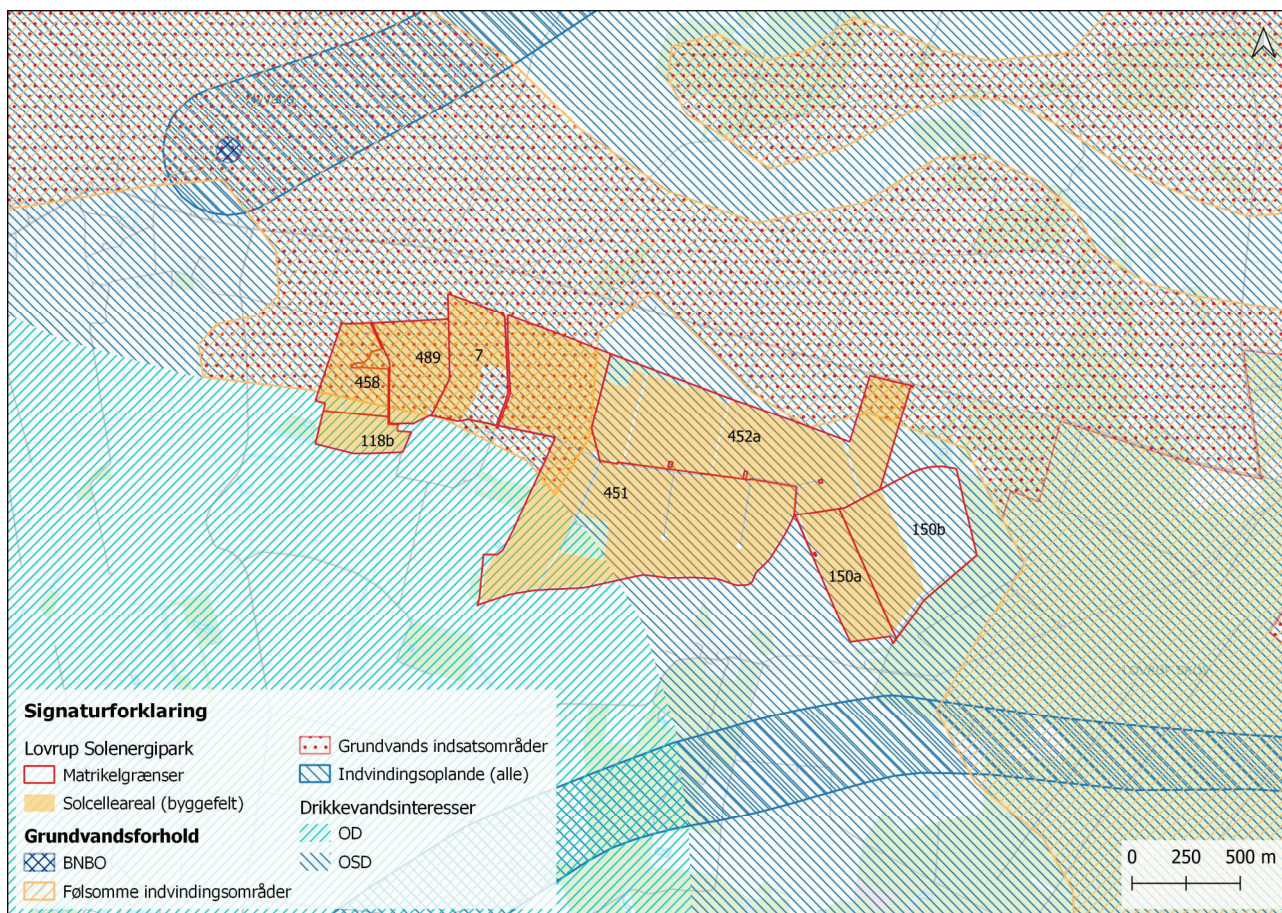 Nyvang
489
7
458
118b
452a
451
150b
150a
Signaturforklaring
Lovrup Solenergipark
Matrikelgrænser
Solcelleareal (byggefelt)
Grundvandsforhold
BNBO
Følsomme indvindingsområder
Grundvands indsatsområder
Indvindingsoplande (alle)
Drikkevandsinteresser
OD
OSD
0 250 500 m